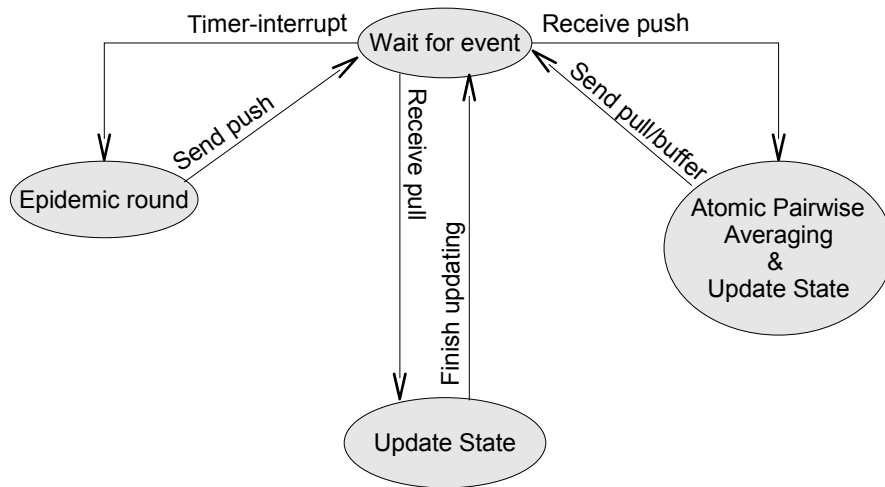 Timer-interrupt
Wait for event
Receive push
Send push
Receive pull
Finish updating
Send pull/buffer
Epidemic round
Atomic Pairwise
Averaging
&
Update State
Update State